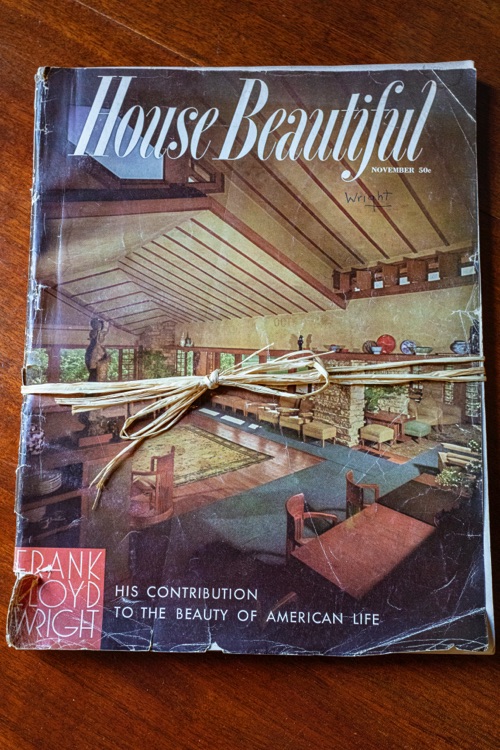 House Beautiful
NOVEMBER 50c
Wright
FRANK
LLOYD
WRIGHT
HIS CONTRIBUTION
TO THE BEAUTY OF AMERICAN LIFE